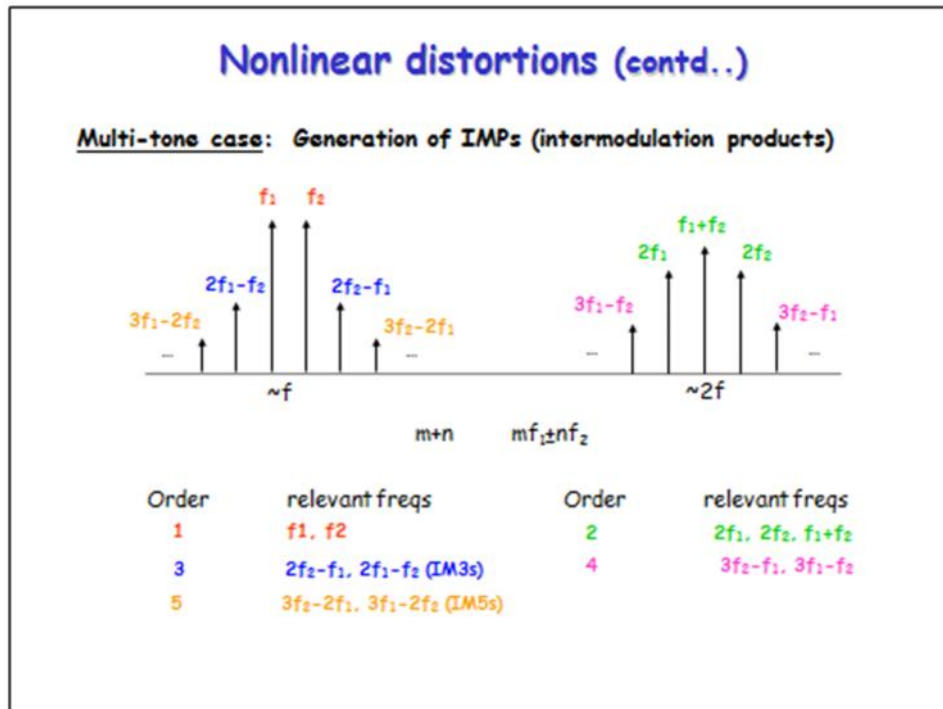 Nonlinear distortions (contd..)
Multi-tone case: Generation of IMPs (intermodulation products)
f₁ f₂
f₁+f₂
2f₁ 2f₂
2f₁-f₂ 2f₂-f₁
3f₁-f₂ 3f₂-f₁
3f₁-2f₂ 3f₂-2f₁
... ... ... ...
~f ~2f
m+n mf₁±nf₂
Order relevant freqs Order relevant freqs
1 f1, f2 2 2f₁, 2f₂, f₁+f₂
3 2f₂-f₁, 2f₁-f₂ (IM3s) 4 3f₂-f₁, 3f₁-f₂
5 3f₂-2f₁, 3f₁-2f₂ (IM5s)